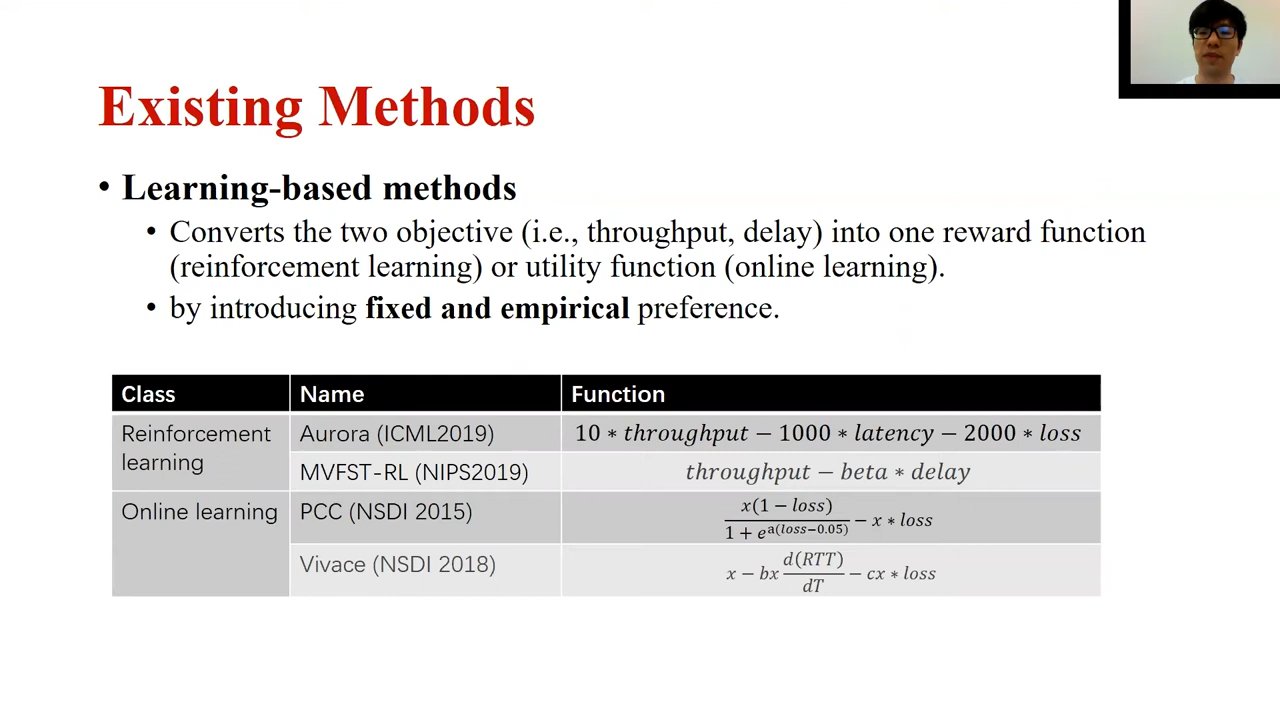 Existing Methods
• Learning-based methods
• Converts the two objective (i.e., throughput, delay) into one reward function
(reinforcement learning) or utility function (online learning).
• by introducing fixed and empirical preference.
Class Name Function
Reinforcement learning Aurora (ICML2019) 10 * throughput − 1000 * latency − 2000 * loss
MVFST-RL (NIPS2019) throughput − beta * delay
Online learning PCC (NSDI 2015) x(1 − loss) / 1 + e^a(loss−0.05) − x * loss
Vivace (NSDI 2018) x − bx d(RTT) / dT − cx * loss